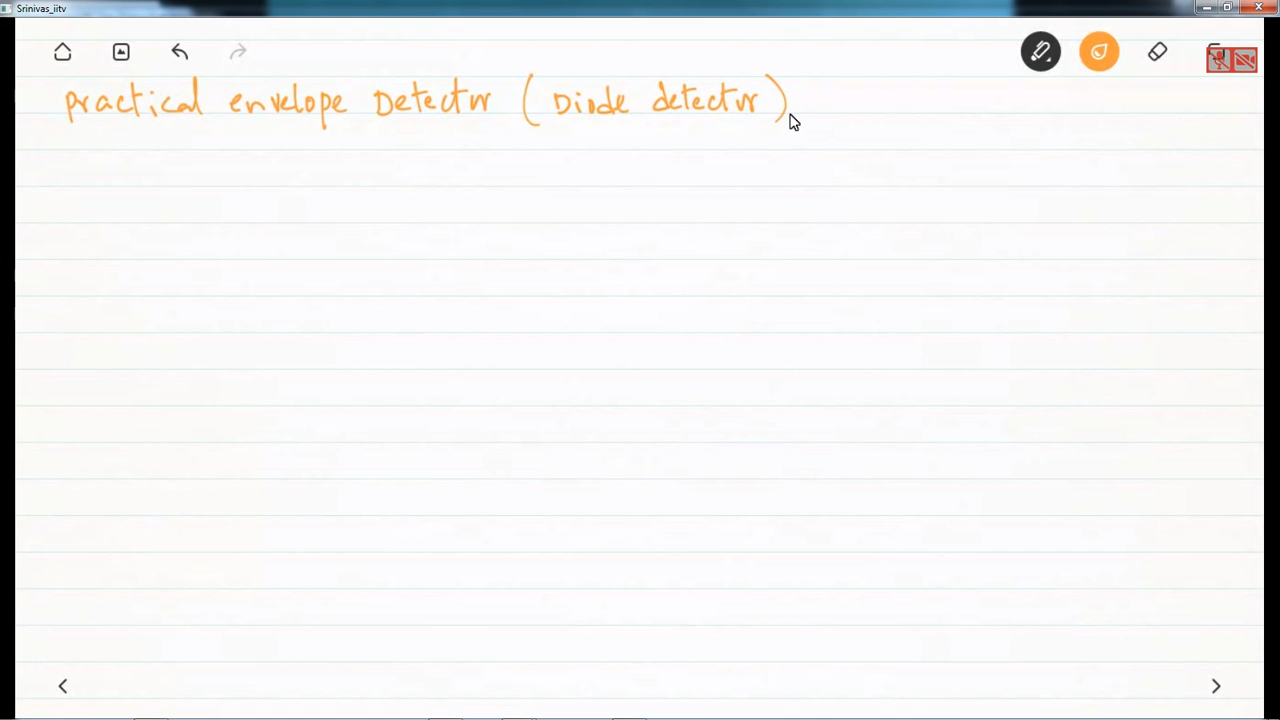 Srinivas_iitv
practical envelope Detector (Diode detector)